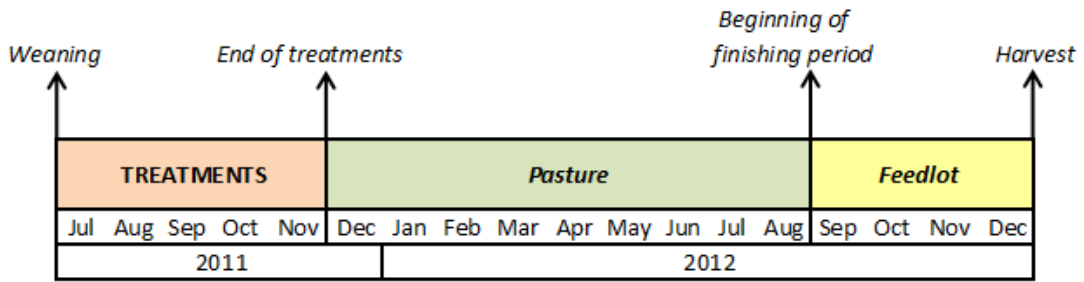 Beginning of
Weaning End of treatments finishing period Harvest
TREATMENTS Pasture Feedlot
Jul Aug Sep Oct Nov Dec Jan Feb Mar Apr May Jun Jul Aug Sep Oct Nov Dec
2011 2012